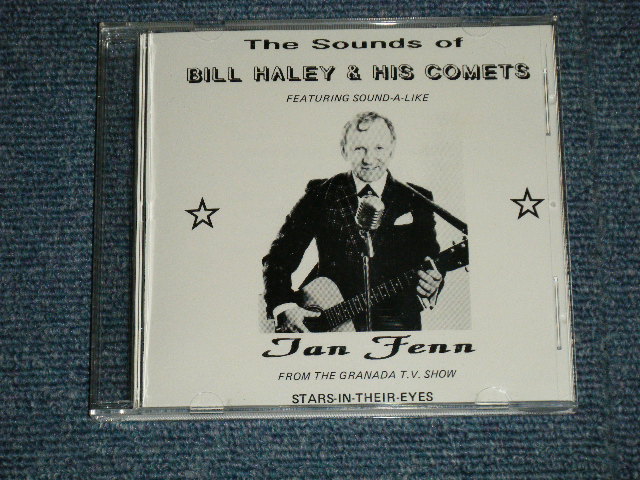 The Sounds of
BILL HALEY & HIS COMETS
FEATURING SOUND-A-LIKE
Ian Fenn
FROM THE GRANADA T.V. SHOW
STARS-IN-THEIR-EYES